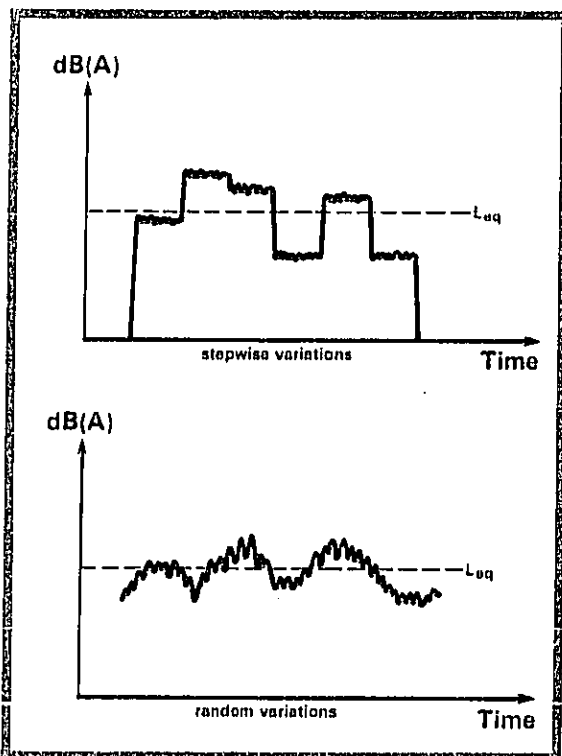 dB(A)
Leq
stepwise variations
Time
dB(A)
Leq
random variations
Time